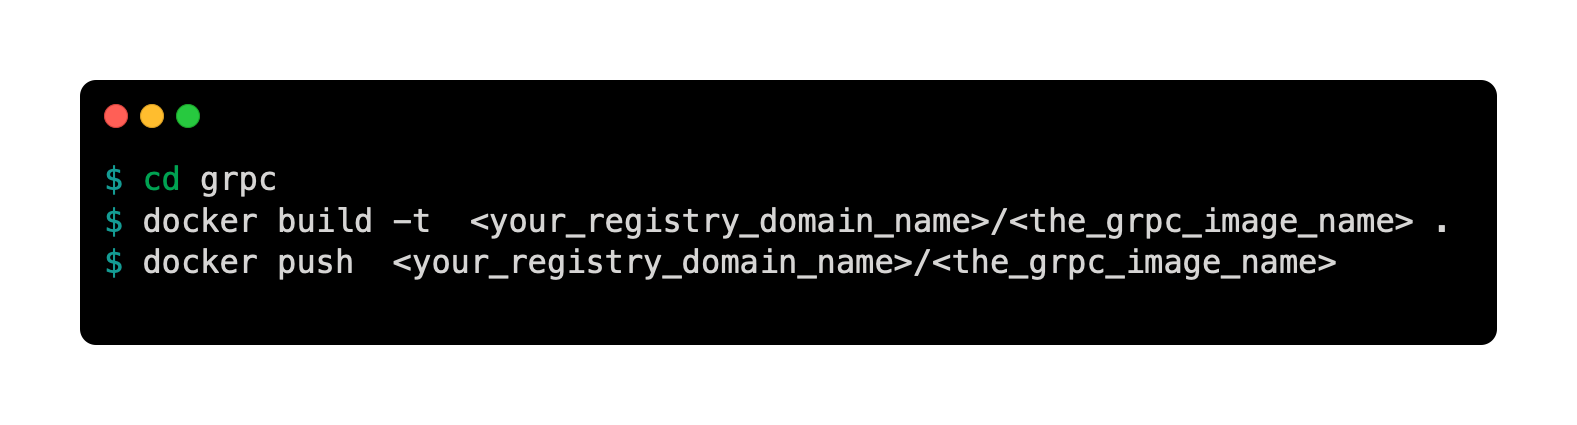 $ cd grpc
$ docker build -t  <your_registry_domain_name>/<the_grpc_image_name> .
$ docker push  <your_registry_domain_name>/<the_grpc_image_name>